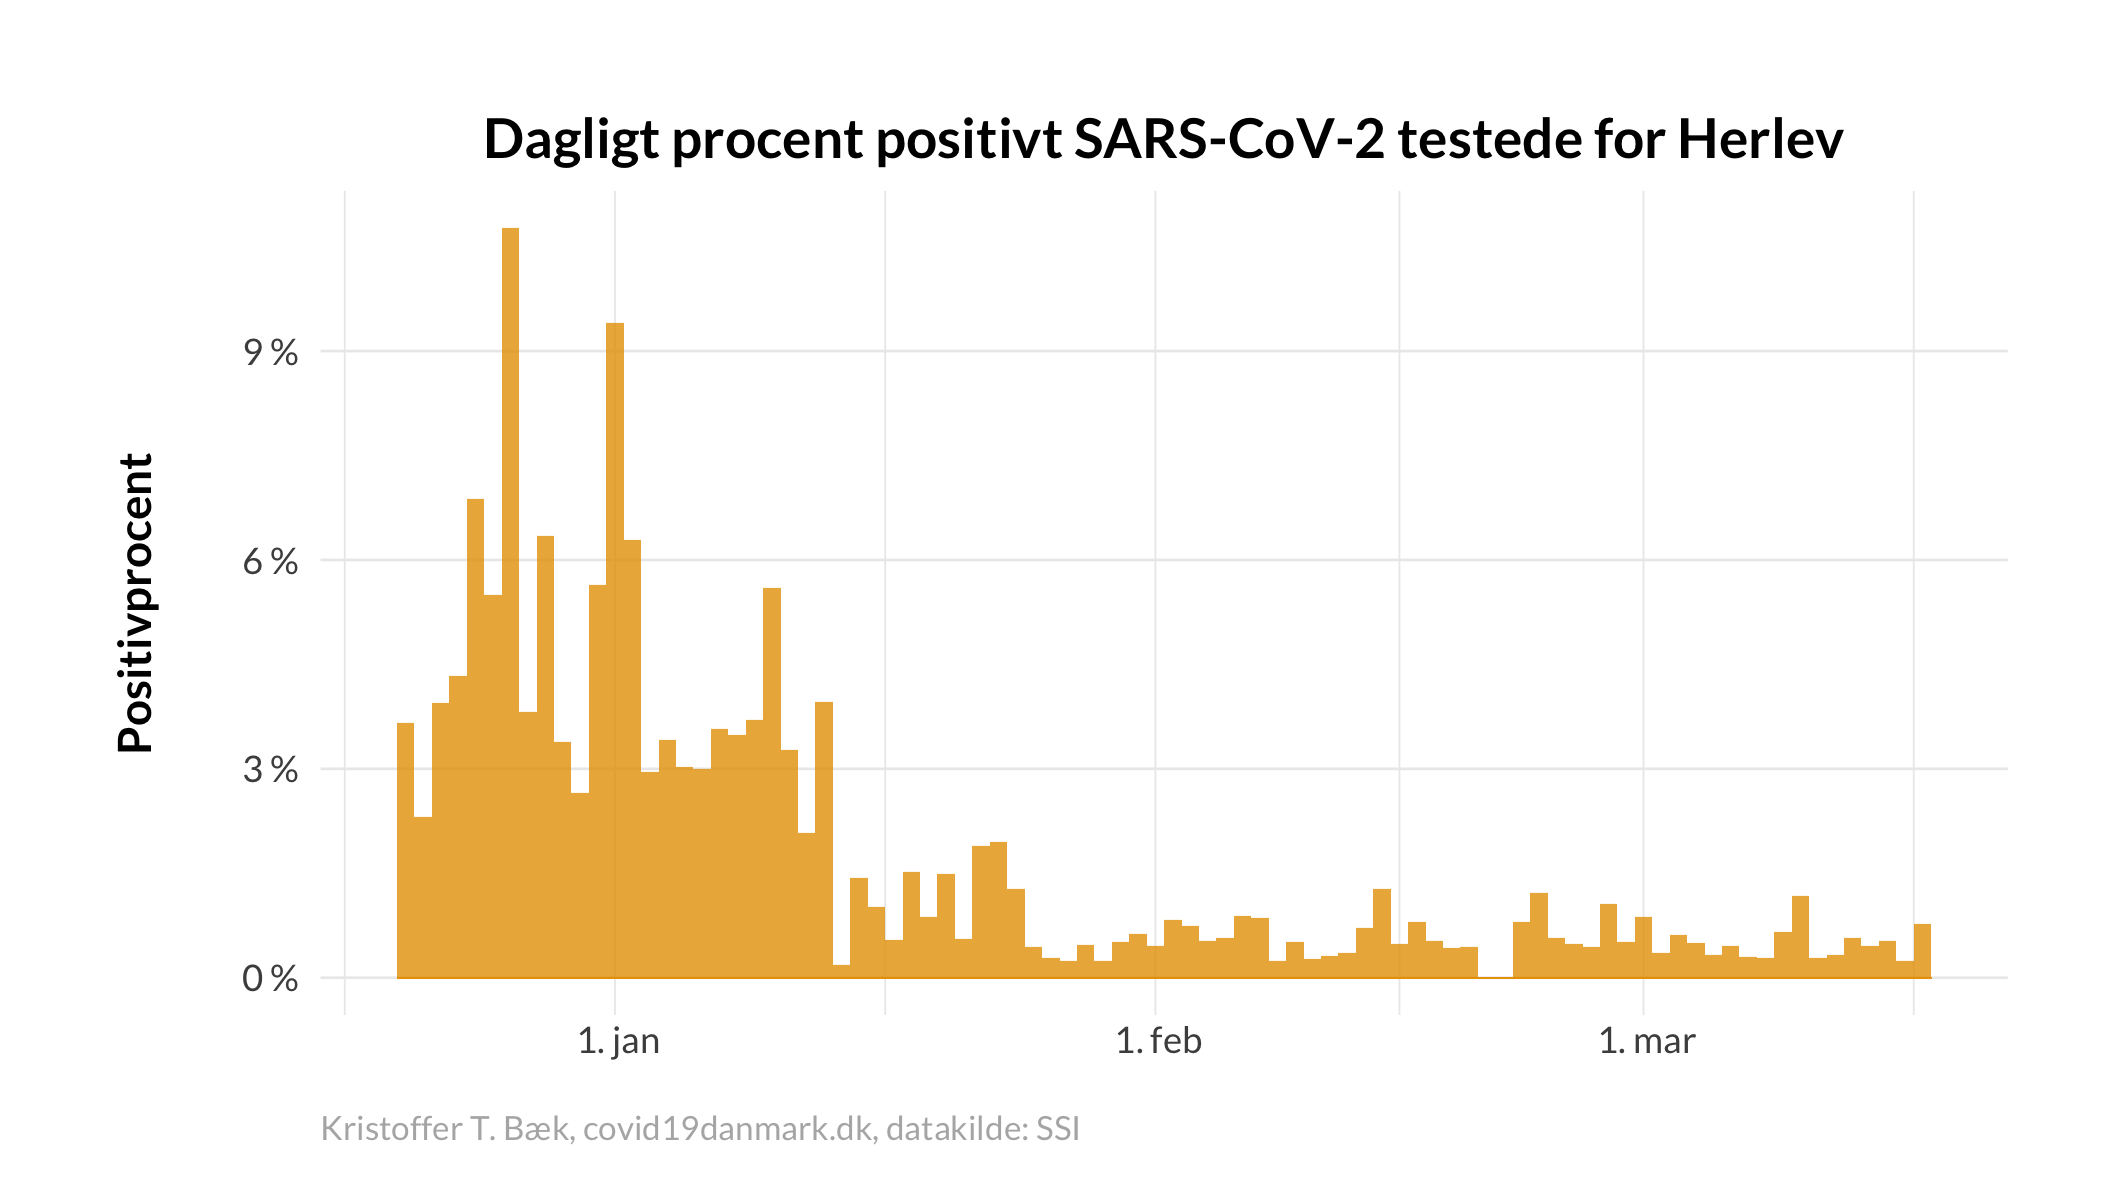 Dagligt procent positivt SARS-CoV-2 testede for Herlev
Positivprocent
9 %
6 %
3 %
0 %
1. jan
1. feb
1. mar
Kristoffer T. Bæk, covid19danmark.dk, datakilde: SSI